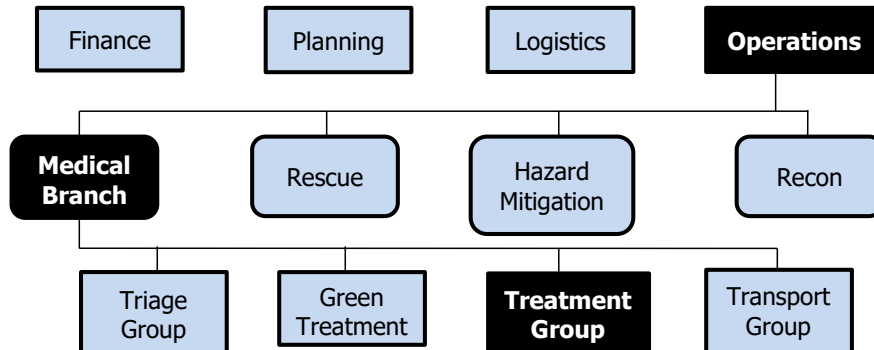 Finance
Planning
Logistics
Operations
Medical
Branch
Rescue
Hazard
Mitigation
Recon
Triage
Group
Green
Treatment
Treatment
Group
Transport
Group